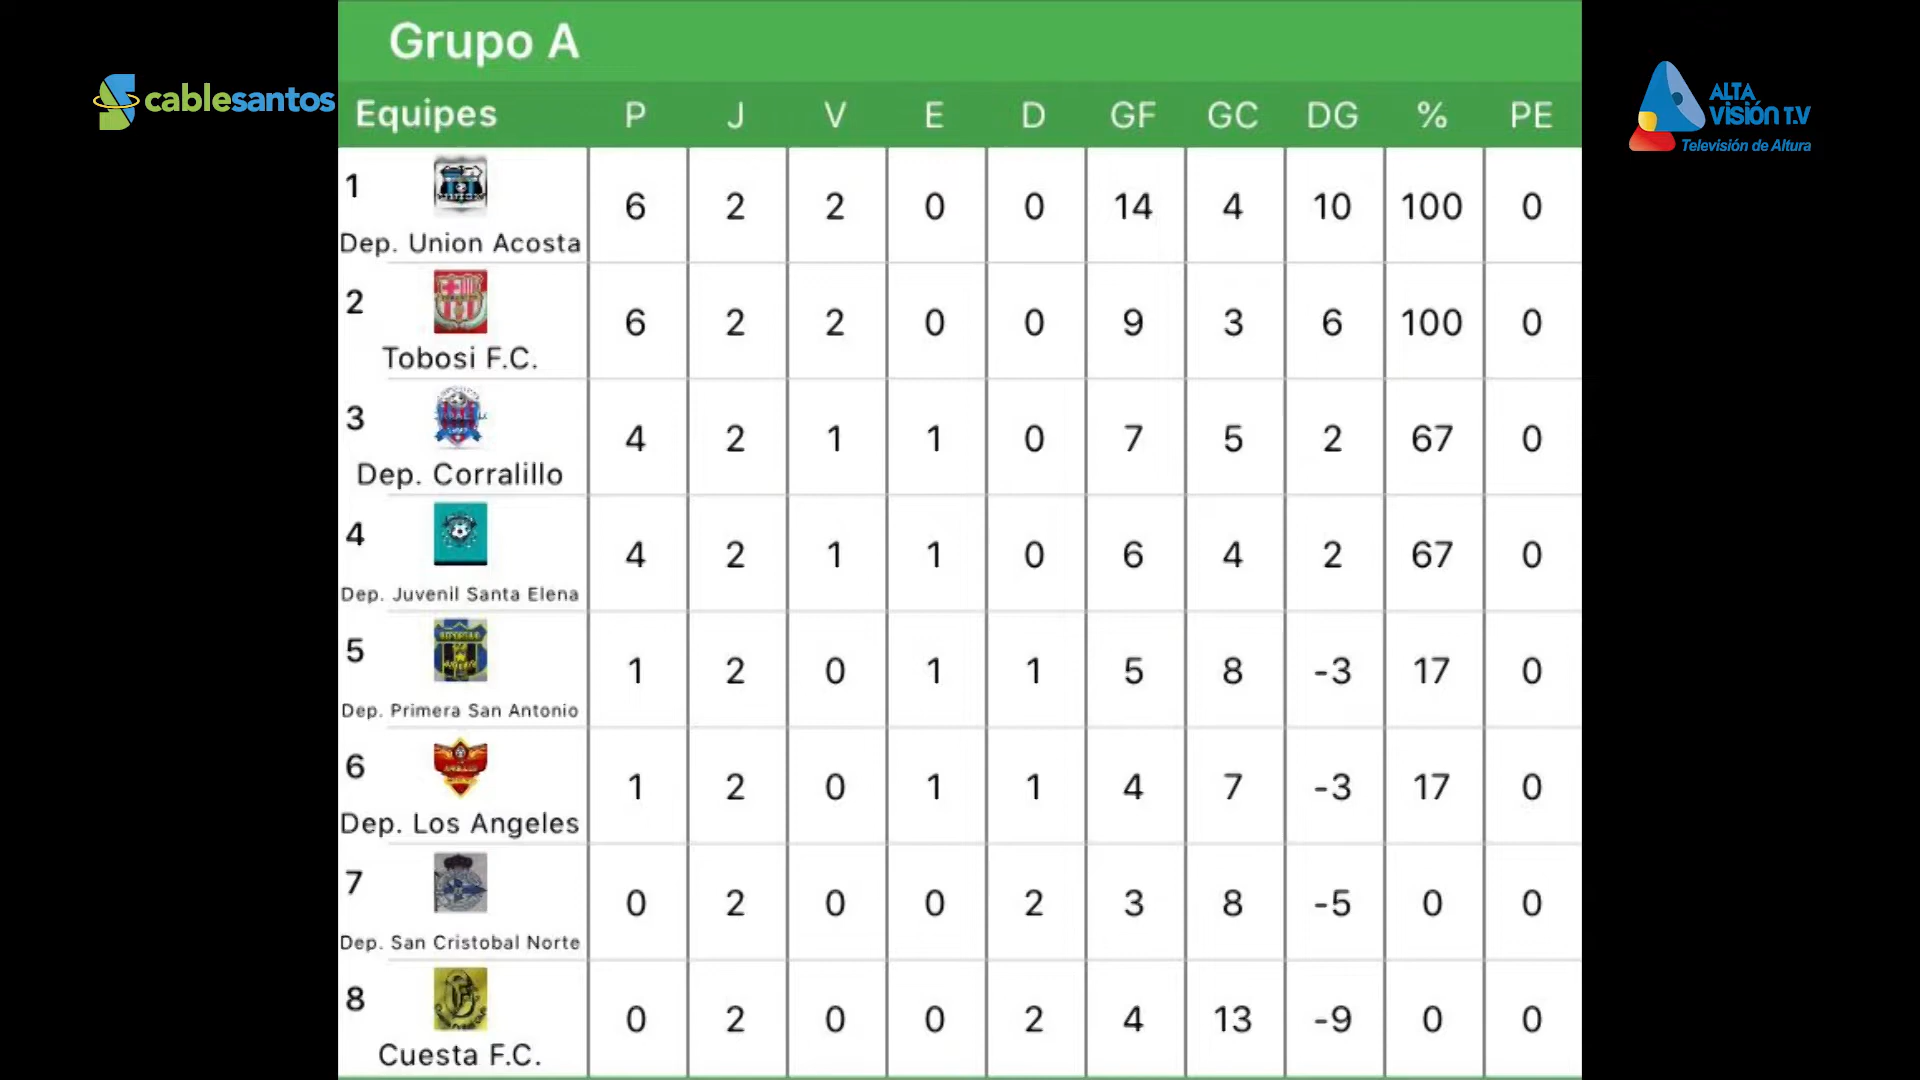 Grupo A
cablesantos
ALTA
VISIÓN T.V
Televisión de Altura
Equipes P J V E D GF GC DG % PE
1 Dep. Union Acosta 6 2 2 0 0 14 4 10 100 0
2 Tobosi F.C. 6 2 2 0 0 9 3 6 100 0
3 Dep. Corralillo 4 2 1 1 0 7 5 2 67 0
4 Dep. Juvenil Santa Elena 4 2 1 1 0 6 4 2 67 0
5 Dep. Primera San Antonio 1 2 0 1 1 5 8 -3 17 0
6 Dep. Los Angeles 1 2 0 1 1 4 7 -3 17 0
7 Dep. San Cristobal Norte 0 2 0 0 2 3 8 -5 0 0
8 Cuesta F.C. 0 2 0 0 2 4 13 -9 0 0